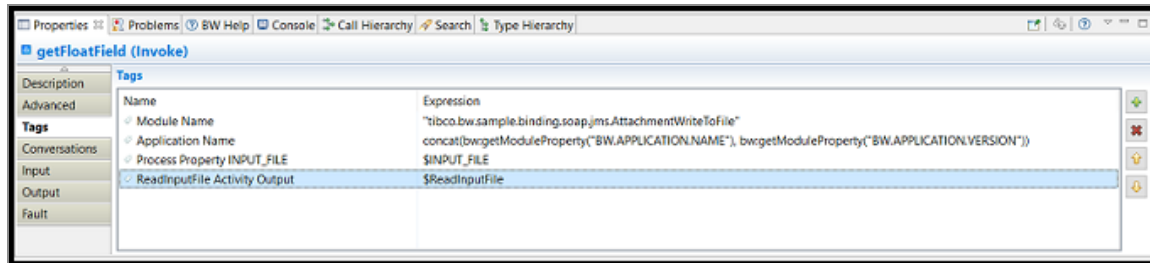 Properties Problems BW Help Console Call Hierarchy Search Type Hierarchy
getFloatField (Invoke)
Description
Advanced
Tags
Conversations
Input
Output
Fault
Tags
Name Expression
Module Name "tibco.bw.sample.binding.soap.jms.AttachmentWriteToFile"
Application Name concat(bw:getModuleProperty("BW.APPLICATION.NAME"), bw:getModuleProperty("BW.APPLICATION.VERSION"))
Process Property INPUT_FILE $INPUT_FILE
ReadInputFile Activity Output $ReadInputFile